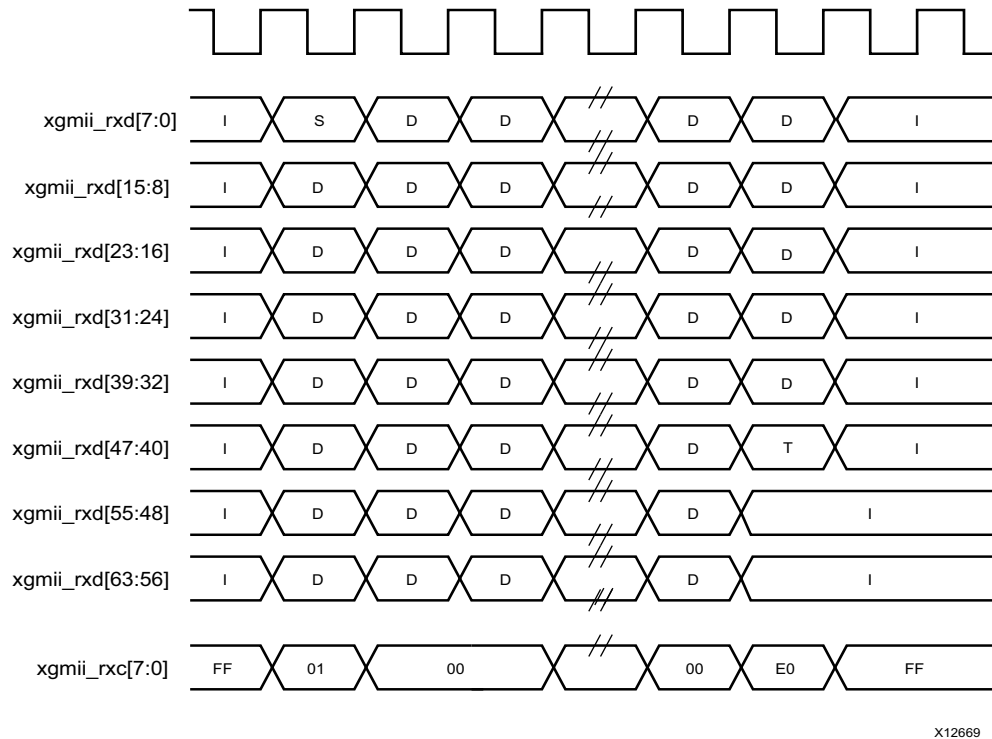 xgmii_rxd[7:0] I S D D D D I
xgmii_rxd[15:8] I D D D D D I
xgmii_rxd[23:16] I D D D D D I
xgmii_rxd[31:24] I D D D D D I
xgmii_rxd[39:32] I D D D D D I
xgmii_rxd[47:40] I D D D D T I
xgmii_rxd[55:48] I D D D D I
xgmii_rxd[63:56] I D D D D I
xgmii_rxc[7:0] FF 01 00 00 E0 FF
X12669